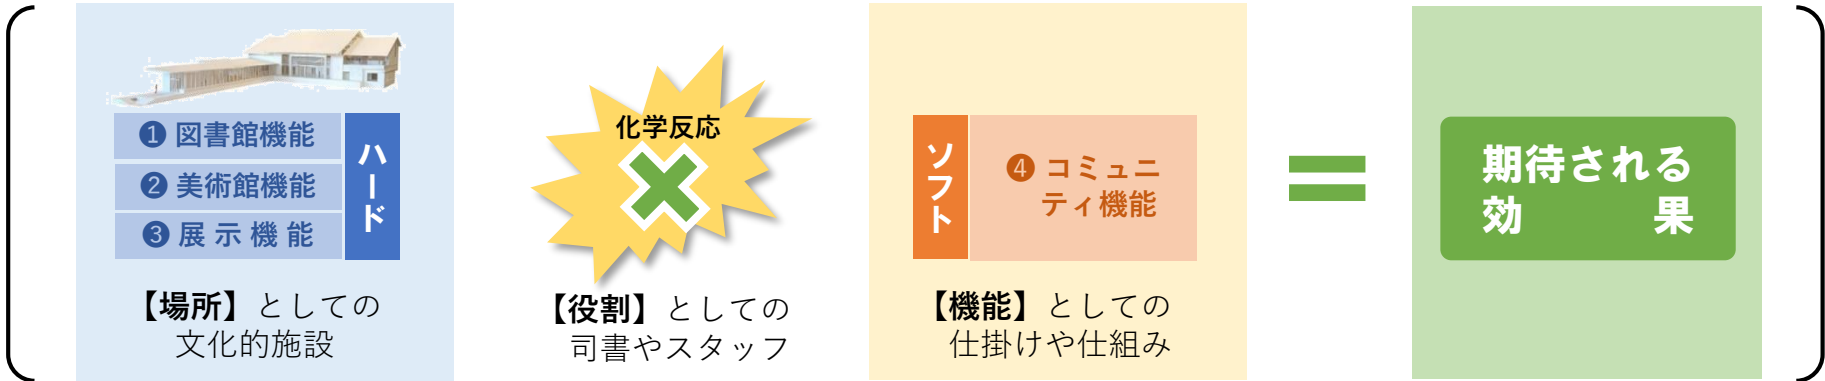 ❶ 図書館機能
❷ 美術館機能
❸ 展示機能
ハード
【場所】としての
文化的施設
化学反応
【役割】としての
司書やスタッフ
ソフト
❹ コミュニ
ティ機能
【機能】としての
仕掛けや仕組み
=
期待される
効果